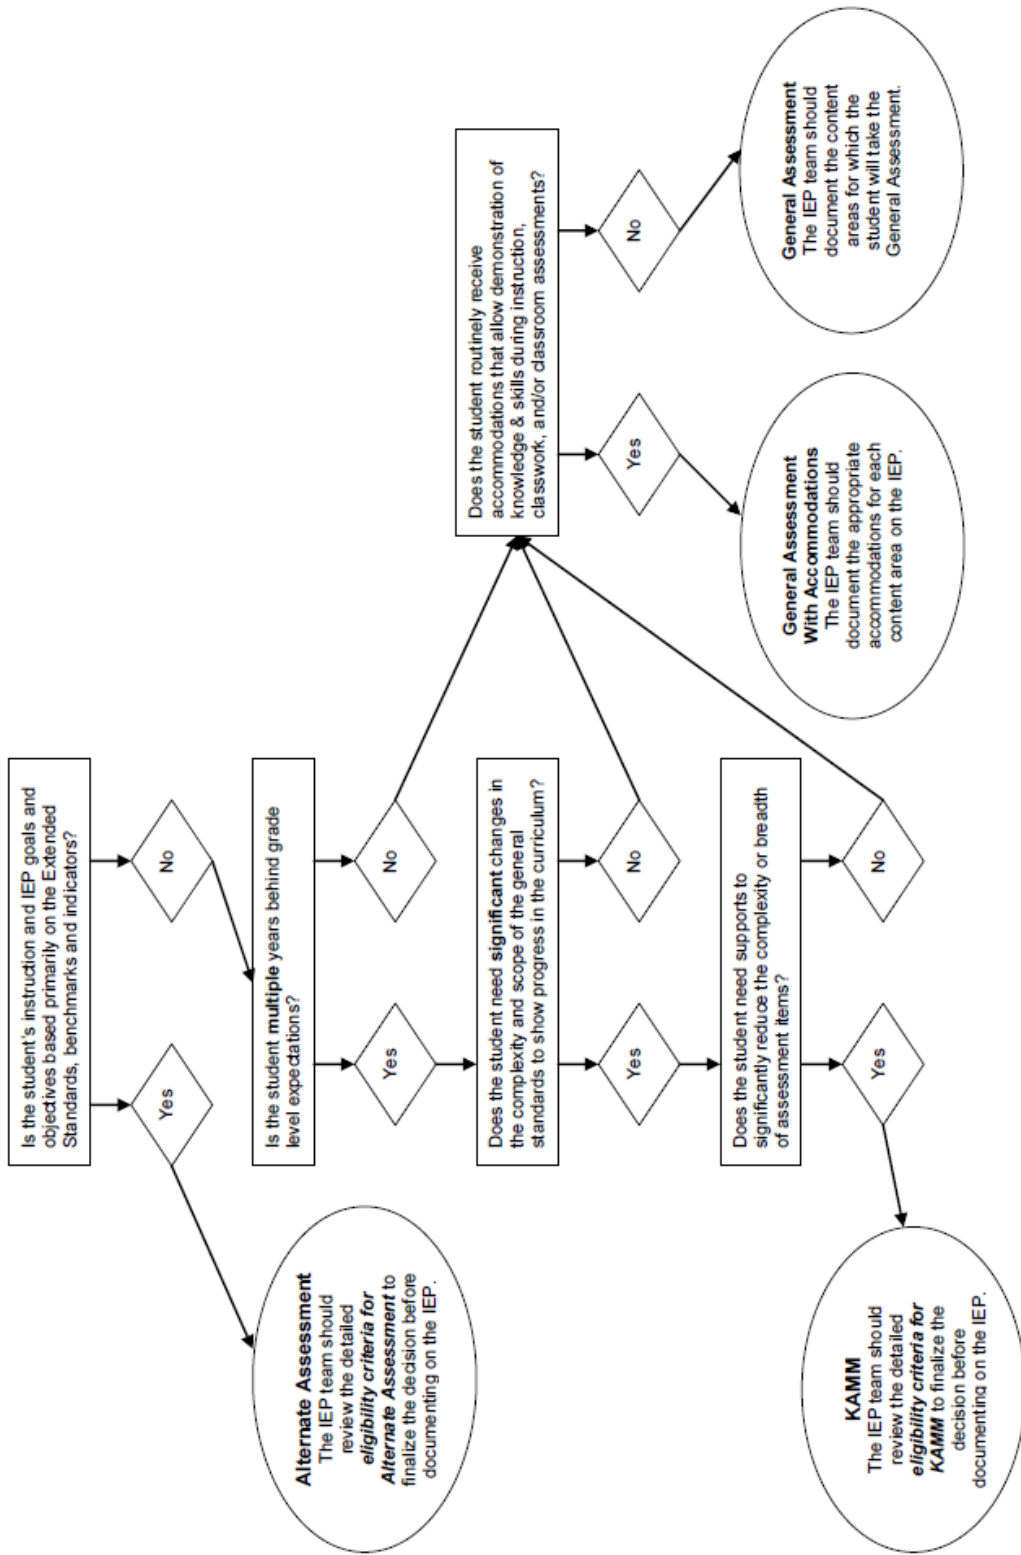 Is the student's instruction and IEP goals and
objectives based primarily on the Extended
Standards, benchmarks and indicators?
Yes
No
Alternate Assessment
The IEP team should
review the detailed
eligibility criteria for
Alternate Assessment to
finalize the decision before
documenting on the IEP.
Is the student multiple years behind grade
level expectations?
Yes
No
Does the student need significant changes in
the complexity and scope of the general
standards to show progress in the curriculum?
Yes
No
Does the student need supports to
significantly reduce the complexity or breadth
of assessment items?
Yes
No
KAMM
The IEP team should
review the detailed
eligibility criteria for
KAMM to finalize the
decision before
documenting on the IEP.
Does the student routinely receive
accommodations that allow demonstration of
knowledge & skills during instruction,
classwork, and/or classroom assessments?
Yes
No
General Assessment
With Accommodations
The IEP team should
document the appropriate
accommodations for each
content area on the IEP.
General Assessment
The IEP team should
document the content
areas for which the
student will take the
General Assessment.